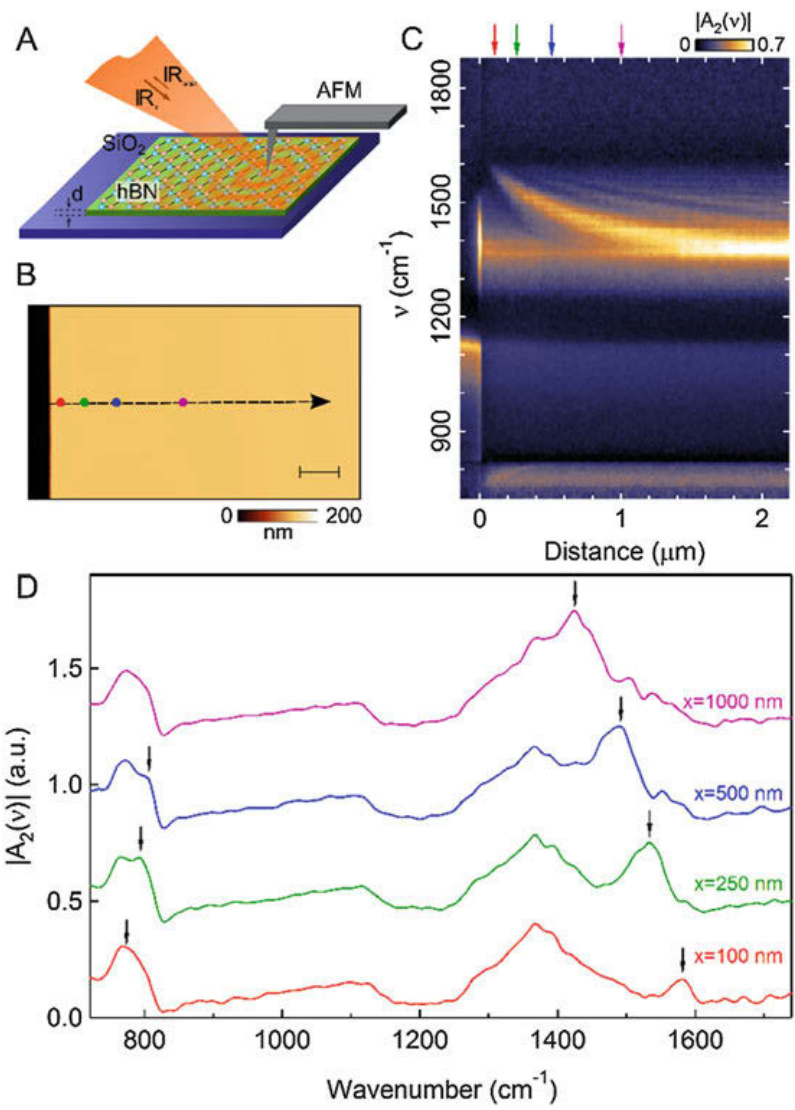 A
IR
AFM
SiO₂
hBN
d
B
0 200
nm
C
|A₂(ν)|
0 0.7
1800
1500
1200
900
ν (cm⁻¹)
0 1 2
Distance (μm)
D
1.5
1.0
0.5
0.0
|A₂(ν)| (a.u.)
x=1000 nm
x=500 nm
x=250 nm
x=100 nm
800 1000 1200 1400 1600
Wavenumber (cm⁻¹)